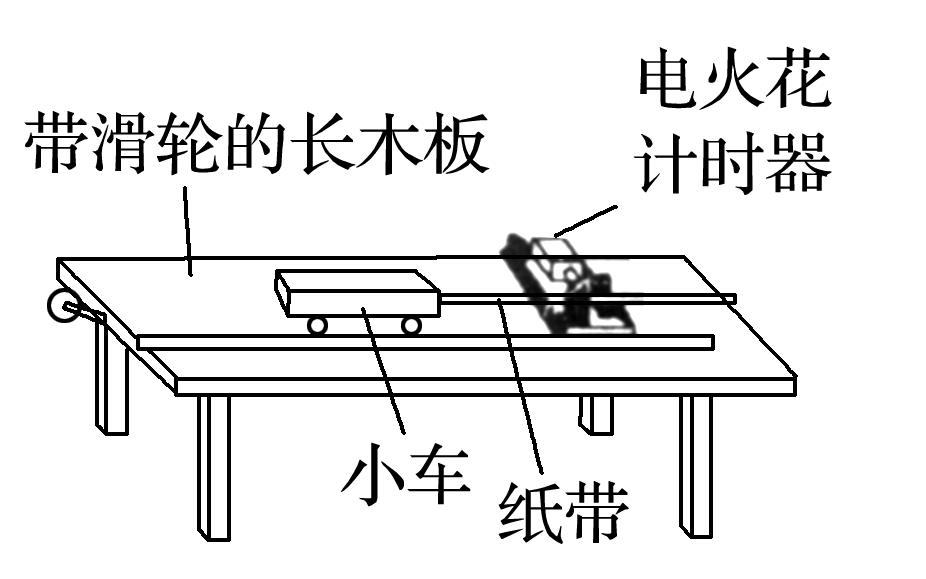 电火花
计时器
带滑轮的长木板
小车
纸带